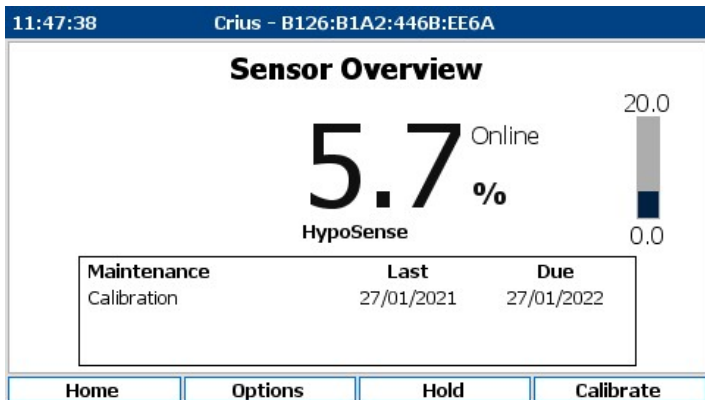 11:47:38 Crius - B126:B1A2:446B:EE6A
Sensor Overview
20.0
5.7 Online
%
HypoSense
0.0
Maintenance Last Due
Calibration 27/01/2021 27/01/2022
Home Options Hold Calibrate